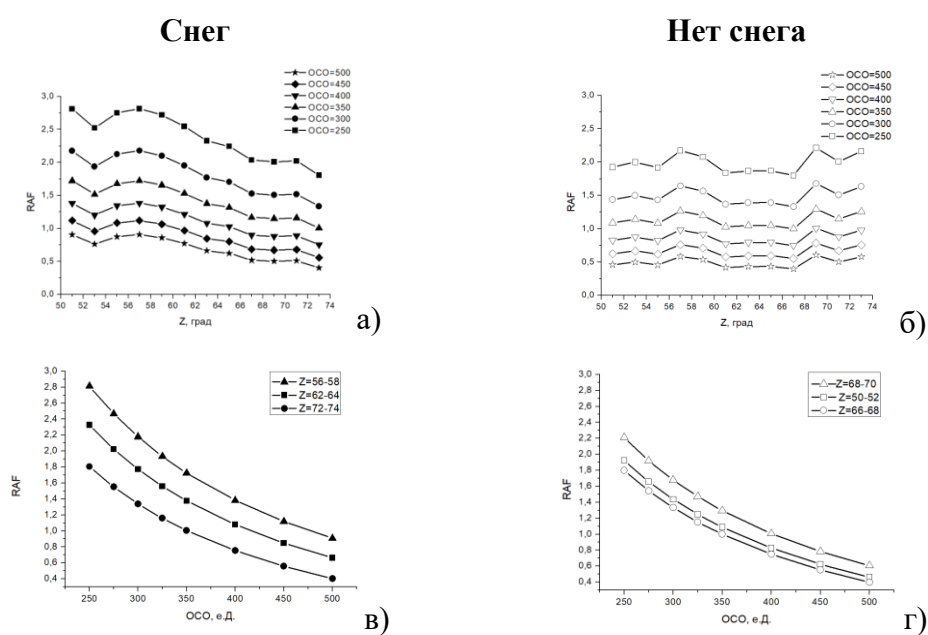 Снег
Нет снега
ОСО=500
ОСО=450
ОСО=400
ОСО=350
ОСО=300
ОСО=250
3,0
2,5
2,0
1,5
1,0
0,5
0,0
RAF
50 52 54 56 58 60 62 64 66 68 70 72 74
Z, град
а)
ОСО=500
ОСО=450
ОСО=400
ОСО=350
ОСО=300
ОСО=250
3,0
2,5
2,0
1,5
1,0
0,5
0,0
RAF
50 52 54 56 58 60 62 64 66 68 70 72 74
Z, град
б)
Z=56-58
Z=62-64
Z=72-74
3,0
2,8
2,6
2,4
2,2
2,0
1,8
1,6
1,4
1,2
1,0
0,8
0,6
0,4
RAF
250 300 350 400 450 500
ОСО, е.Д.
в)
Z=68-70
Z=50-52
Z=66-68
3,0
2,8
2,6
2,4
2,2
2,0
1,8
1,6
1,4
1,2
1,0
0,8
0,6
0,4
RAF
250 300 350 400 450 500
ОСО, е.Д.
г)